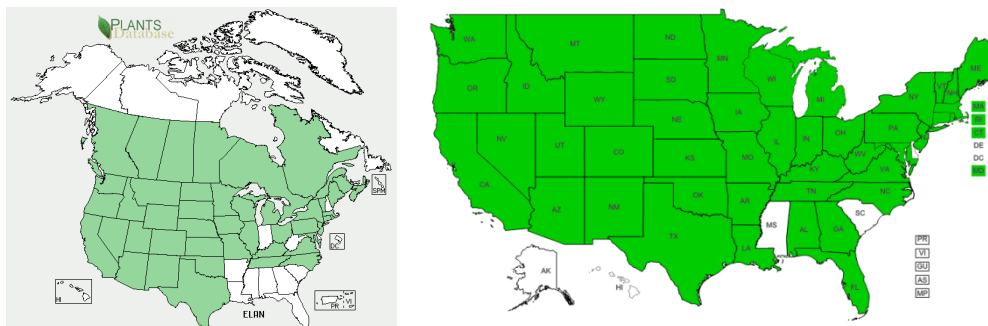 PLANTS
Database
SPM
DC
HI
PR
VI
ELAN
WA
MT
ND
MN
OR
ID
WY
SD
WI
MI
NY
VT
NH
ME
NV
UT
CO
NE
IA
IL
IN
OH
PA
CA
AZ
NM
KS
MO
KY
WV
VA
OK
AR
TN
NC
TX
LA
MS
AL
GA
SC
FL
AK
HI
MA
RI
CT
DE
DC
MD
PR
VI
GU
AS
MP